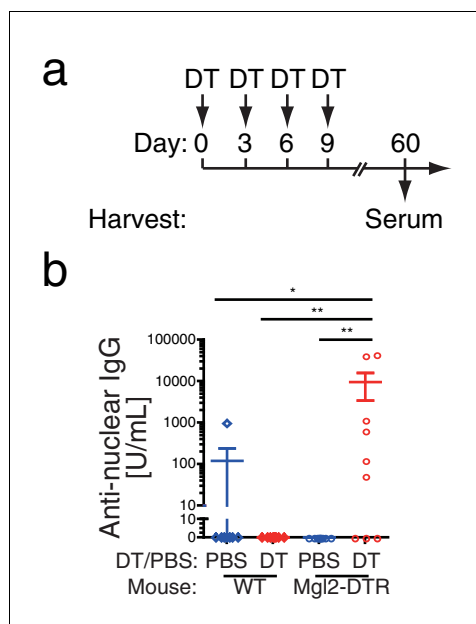 a
DT DT DT DT
Day: 0 3 6 9 60
Harvest: Serum
b
*
**
**
Anti-nuclear IgG
[U/mL]
100000
10000
1000
100
10
10
0
DT/PBS: PBS DT PBS DT
Mouse: WT Mgl2-DTR